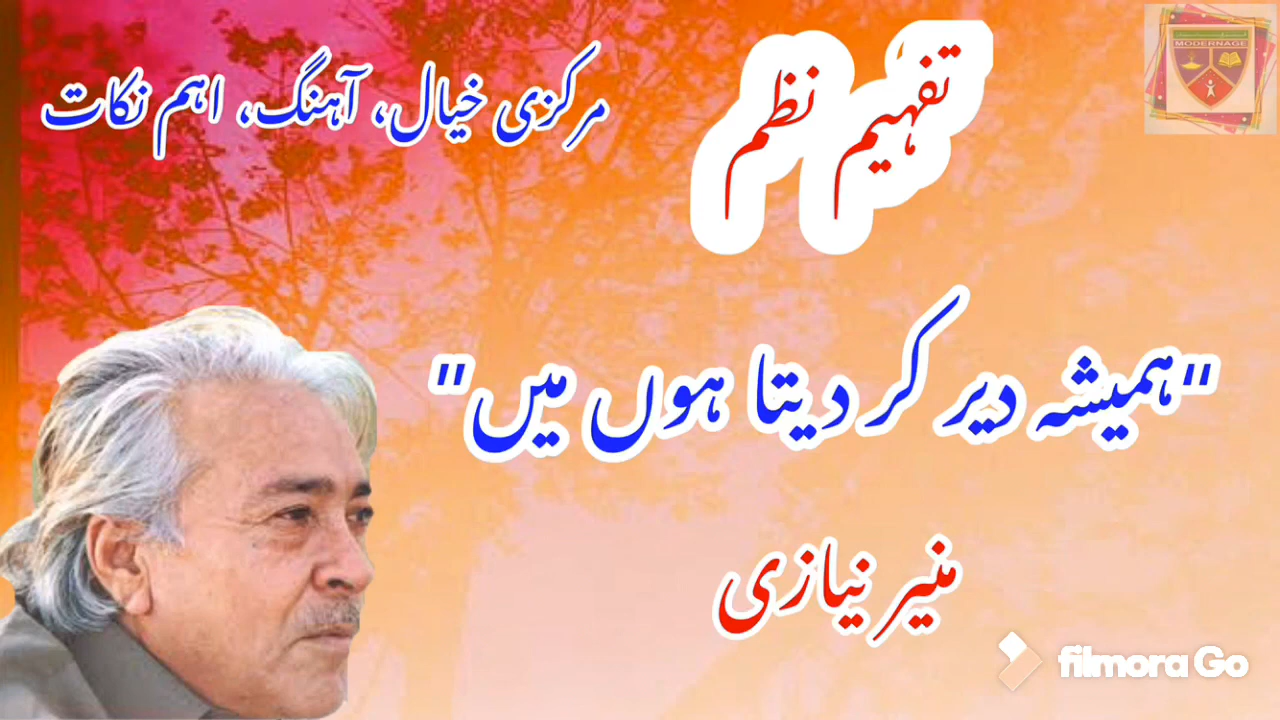 تفہیم نظم
مرکزی خیال، آہنگ، اہم نکات
MODERNAGE
"ہمیشہ دیر کر دیتا ہوں میں"
منیر نیازی
filmora Go